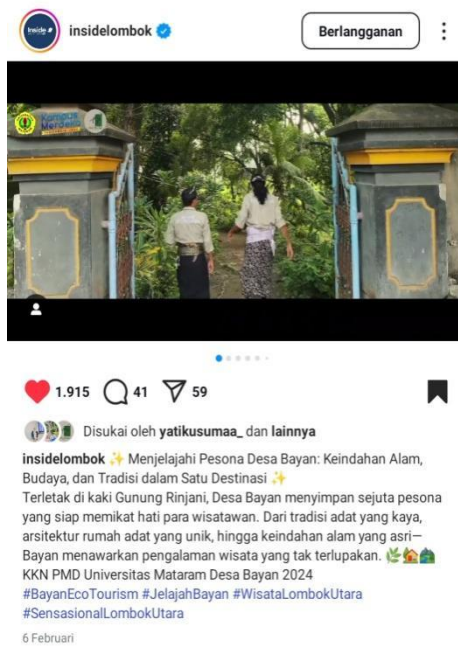 Inside #
insidelombok
Berlangganan
Kampus
Merdeka
1.915 41 59
Disukai oleh yatikusumaa_ dan lainnya
insidelombok ✨ Menjelajahi Pesona Desa Bayan: Keindahan Alam,
Budaya, dan Tradisi dalam Satu Destinasi ✨
Terletak di kaki Gunung Rinjani, Desa Bayan menyimpan sejuta pesona
yang siap memikat hati para wisatawan. Dari tradisi adat yang kaya,
arsitektur rumah adat yang unik, hingga keindahan alam yang asri—
Bayan menawarkan pengalaman wisata yang tak terlupakan. 🌿🏠🏡
KKN PMD Universitas Mataram Desa Bayan 2024
#BayanEcoTourism #JelajahBayan #WisataLombokUtara
#SensasionalLombokUtara
6 Februari